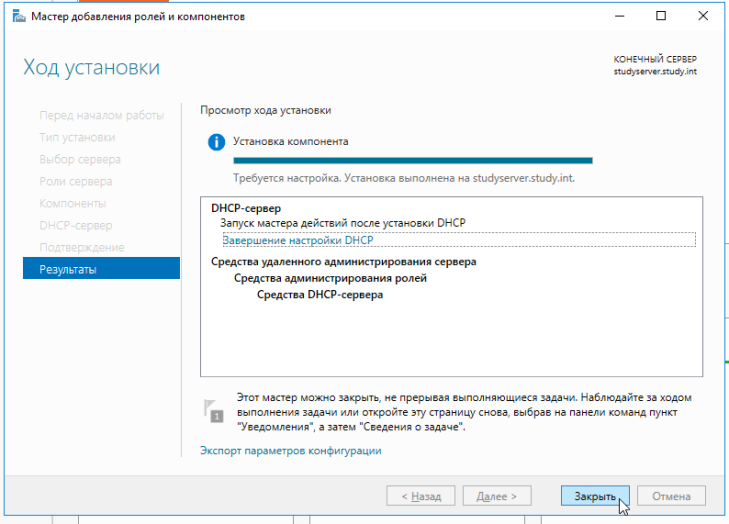 Мастер добавления ролей и компонентов
Ход установки
КОНЕЧНЫЙ СЕРВЕР
studyserver.study.int
Перед началом работы
Тип установки
Выбор сервера
Роли сервера
Компоненты
DHCP-сервер
Подтверждение
Результаты
Просмотр хода установки
Установка компонента
Требуется настройка. Установка выполнена на studyserver.study.int.
DHCP-сервер
Запуск мастера действий после установки DHCP
Завершение настройки DHCP
Средства удаленного администрирования сервера
Средства администрирования ролей
Средства DHCP-сервера
1
Этот мастер можно закрыть, не прерывая выполняющиеся задачи. Наблюдайте за ходом
выполнения задачи или откройте эту страницу снова, выбрав на панели команд пункт
"Уведомления", а затем "Сведения о задаче".
Экспорт параметров конфигурации
< Назад
Далее >
Закрыть
Отмена